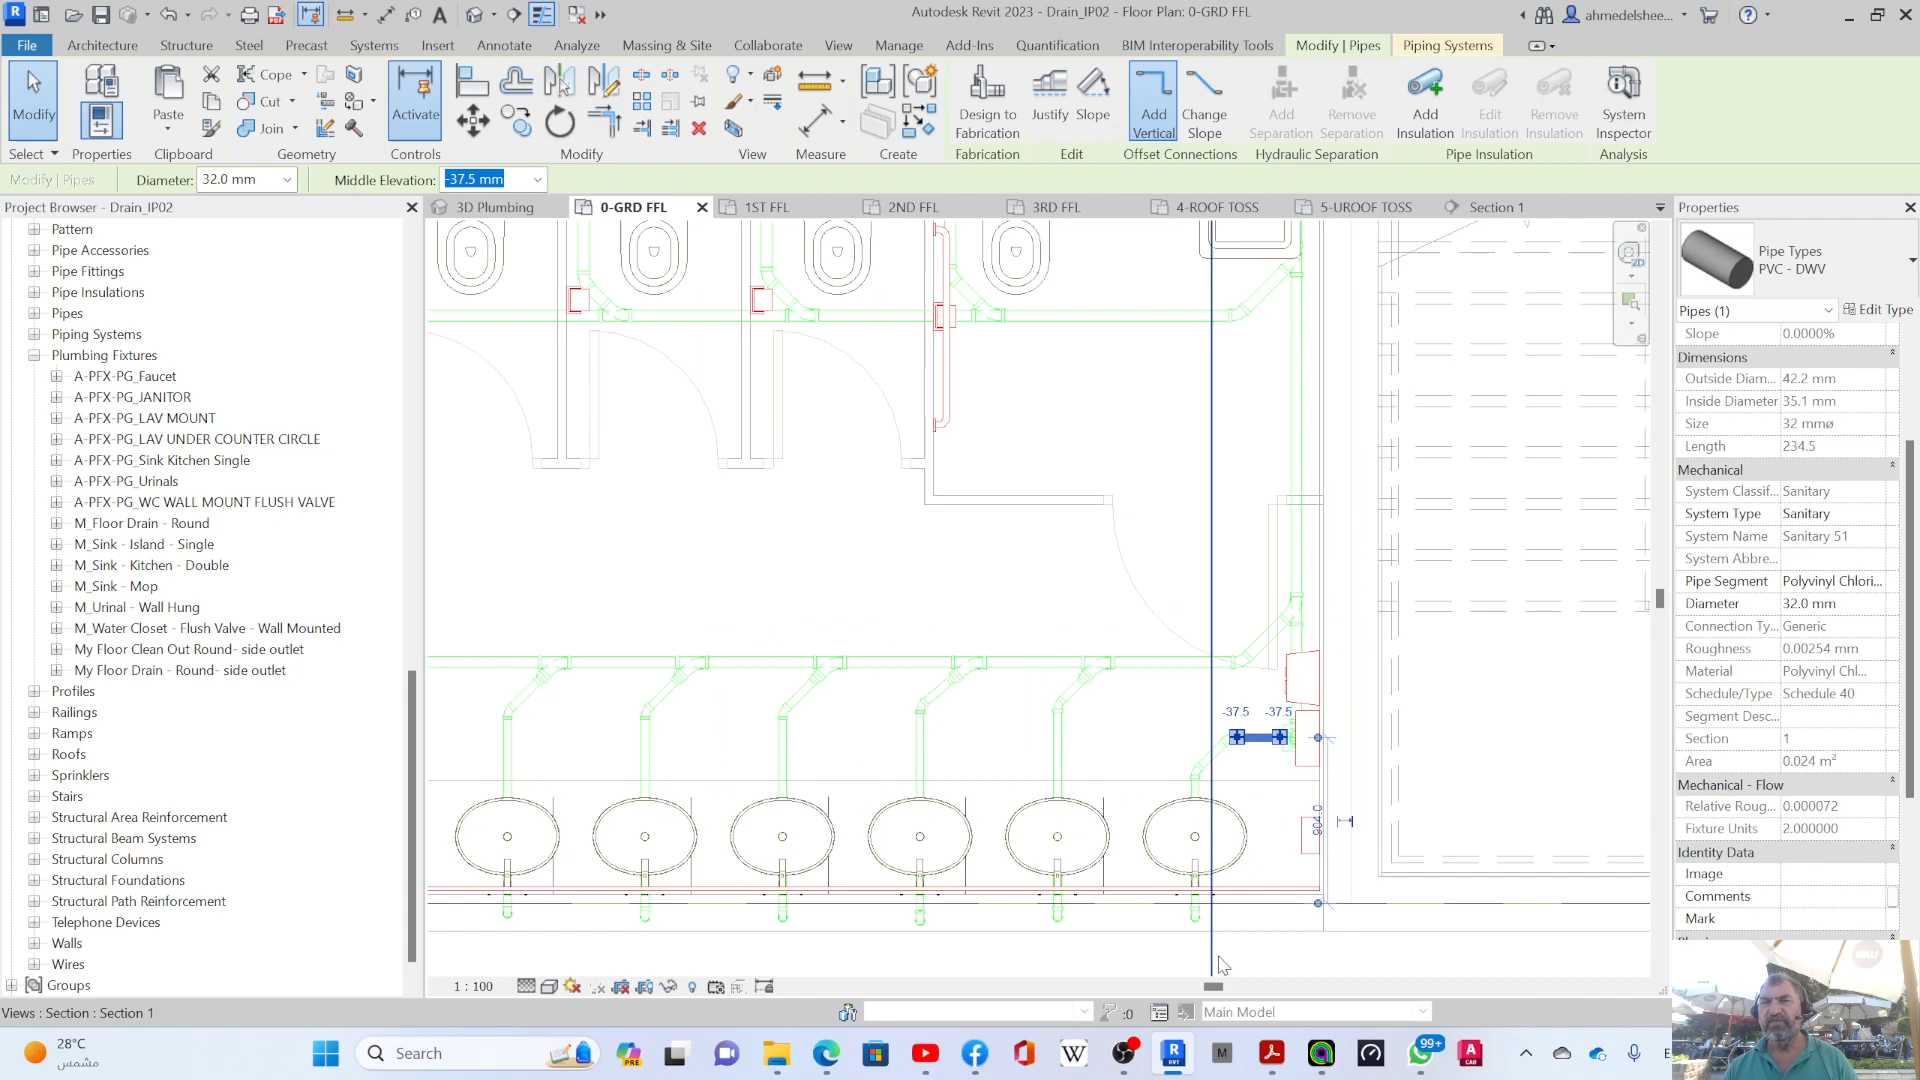 Autodesk Revit 2023 - Drain_IP02 - Floor Plan: 0-GRD FFL
ahmedelshee...
File Architecture Structure Steel Precast Systems Insert Annotate Analyze Massing & Site Collaborate View Manage Add-Ins Quantification BIM Interoperability Tools Modify | Pipes Piping Systems
Modify
Paste
Cope
Cut
Join
Activate
Design to Fabrication
Justify
Slope
Add Vertical
Change Slope
Add Separation
Remove Separation
Add Insulation
Edit Insulation
Remove Insulation
System Inspector
Select Properties Clipboard Geometry Controls Modify View Measure Create Fabrication Edit Offset Connections Hydraulic Separation Pipe Insulation Analysis
Modify | Pipes Diameter: 32.0 mm Middle Elevation: -37.5 mm
Project Browser - Drain_IP02
Pattern
Pipe Accessories
Pipe Fittings
Pipe Insulations
Pipes
Piping Systems
Plumbing Fixtures
A-PFX-PG_Faucet
A-PFX-PG_JANITOR
A-PFX-PG_LAV MOUNT
A-PFX-PG_LAV UNDER COUNTER CIRCLE
A-PFX-PG_Sink Kitchen Single
A-PFX-PG_Urinals
A-PFX-PG_WC WALL MOUNT FLUSH VALVE
M_Floor Drain - Round
M_Sink - Island - Single
M_Sink - Kitchen - Double
M_Sink - Mop
M_Urinal - Wall Hung
M_Water Closet - Flush Valve - Wall Mounted
My Floor Clean Out Round- side outlet
My Floor Drain - Round- side outlet
Profiles
Railings
Ramps
Roofs
Sprinklers
Stairs
Structural Area Reinforcement
Structural Beam Systems
Structural Columns
Structural Foundations
Structural Path Reinforcement
Telephone Devices
Walls
Wires
Groups
3D Plumbing 0-GRD FFL 1ST FFL 2ND FFL 3RD FFL 4-ROOF TOSS 5-UROOF TOSS Section 1
2D
-37.5 -37.5
904.0
1 : 100
Properties
Pipe Types
PVC - DWV
Pipes (1) Edit Type
Slope 0.0000%
Dimensions
Outside Diam... 42.2 mm
Inside Diameter 35.1 mm
Size 32 mmø
Length 234.5
Mechanical
System Classif... Sanitary
System Type Sanitary
System Name Sanitary 51
System Abbre...
Pipe Segment Polyvinyl Chlori...
Diameter 32.0 mm
Connection Ty... Generic
Roughness 0.00254 mm
Material Polyvinyl Chl...
Schedule/Type Schedule 40
Segment Desc...
Section 1
Area 0.024 m²
Mechanical - Flow
Relative Roug... 0.000072
Fixture Units 2.000000
Identity Data
Image
Comments
Mark
Views : Section : Section 1 :0 Main Model
28°C
مشمس
Search
PRE
W
RVT
M
CAD
99+